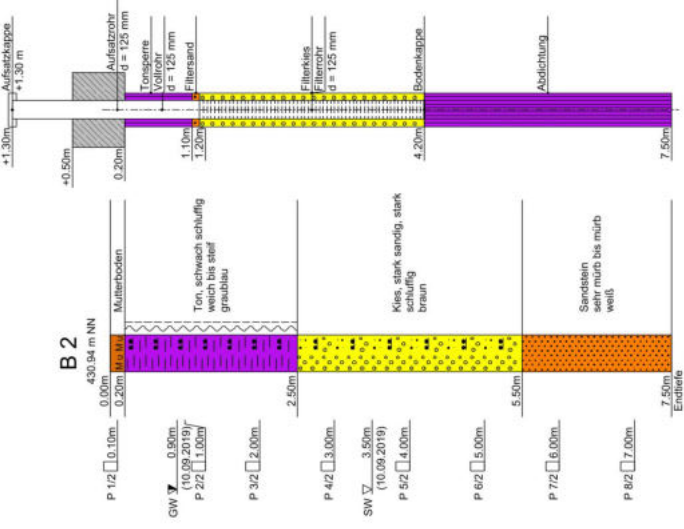 B 2
430.94 m NN
0.00m
0.20m
2.50m
5.50m
7.50m
Endtiefe
Mu Mu
Mutterboden
Ton, schwach schluffig
weich bis steif
graublau
Kies, stark sandig, stark
schluffig
braun
Sandstein
sehr mürb bis mürb
weiß
P 1/2 0.10m
GW 0.90m
(10.09.2019)
P 2/2 1.00m
P 3/2 2.00m
P 4/2 3.00m
SW 3.50m
(10.09.2019)
P 5/2 4.00m
P 6/2 5.00m
P 7/2 6.00m
P 8/2 7.00m
+1.30m
+0.50m
0.20m
1.10m
1.20m
4.20m
7.50m
Aufsatzkappe
+1.30 m
Aufsatzrohr
d = 125 mm
Tonsperre
Vollrohr
d = 125 mm
Filtersand
Filterkies
Filterrohr
d = 125 mm
Bodenkappe
Abdichtung